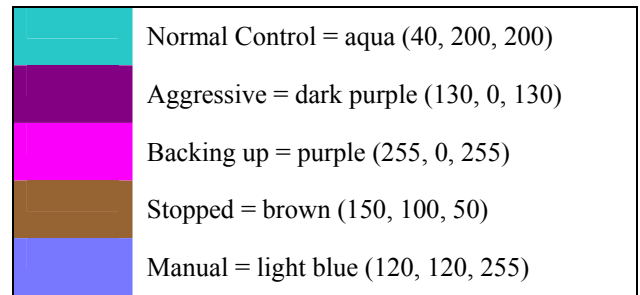 Normal Control = aqua (40, 200, 200)
Aggressive = dark purple (130, 0, 130)
Backing up = purple (255, 0, 255)
Stopped = brown (150, 100, 50)
Manual = light blue (120, 120, 255)